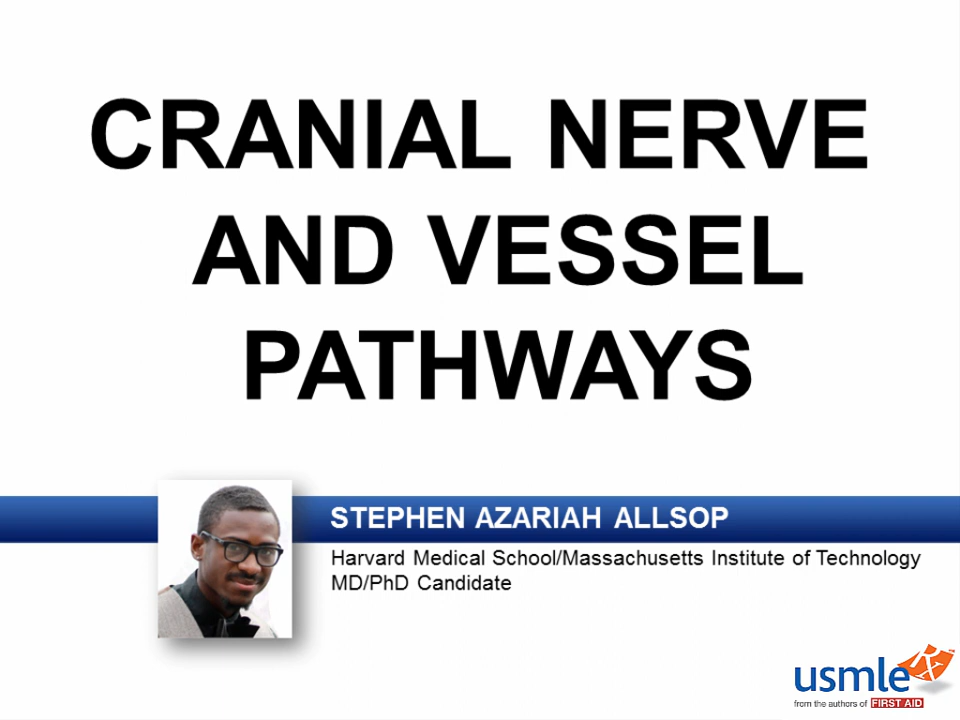 CRANIAL NERVE
AND VESSEL
PATHWAYS
STEPHEN AZARIAH ALLSOP
Harvard Medical School/Massachusetts Institute of Technology
MD/PhD Candidate
usmle Rx
from the authors of FIRST AID